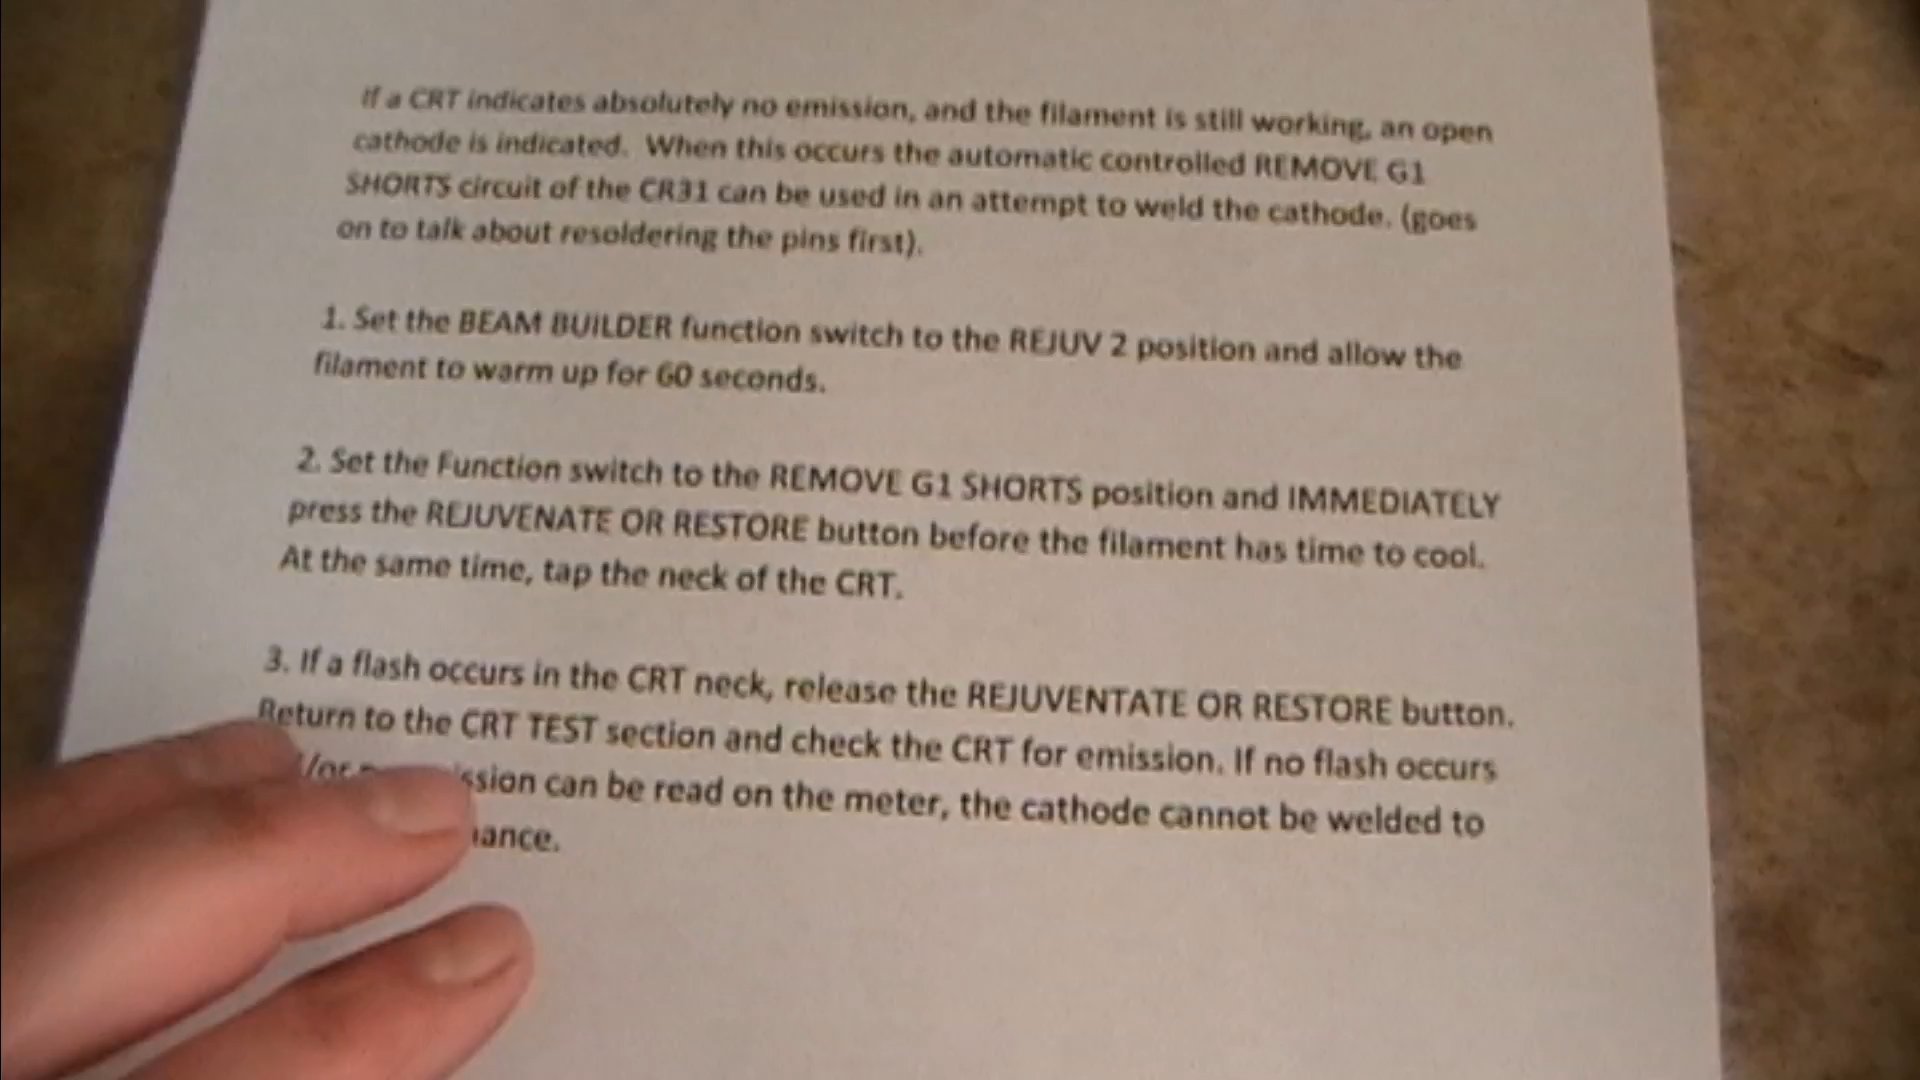 If a CRT indicates absolutely no emission, and the filament is still working, an open
cathode is indicated. When this occurs the automatic controlled REMOVE G1
SHORTS circuit of the CR31 can be used in an attempt to weld the cathode. (goes
on to talk about resoldering the pins first).
1. Set the BEAM BUILDER function switch to the REJUV 2 position and allow the
filament to warm up for 60 seconds.
2. Set the Function switch to the REMOVE G1 SHORTS position and IMMEDIATELY
press the REJUVENATE OR RESTORE button before the filament has time to cool.
At the same time, tap the neck of the CRT.
3. If a flash occurs in the CRT neck, release the REJUVENTATE OR RESTORE button.
Return to the CRT TEST section and check the CRT for emission. If no flash occurs
can be read on the meter, the cathode cannot be welded to